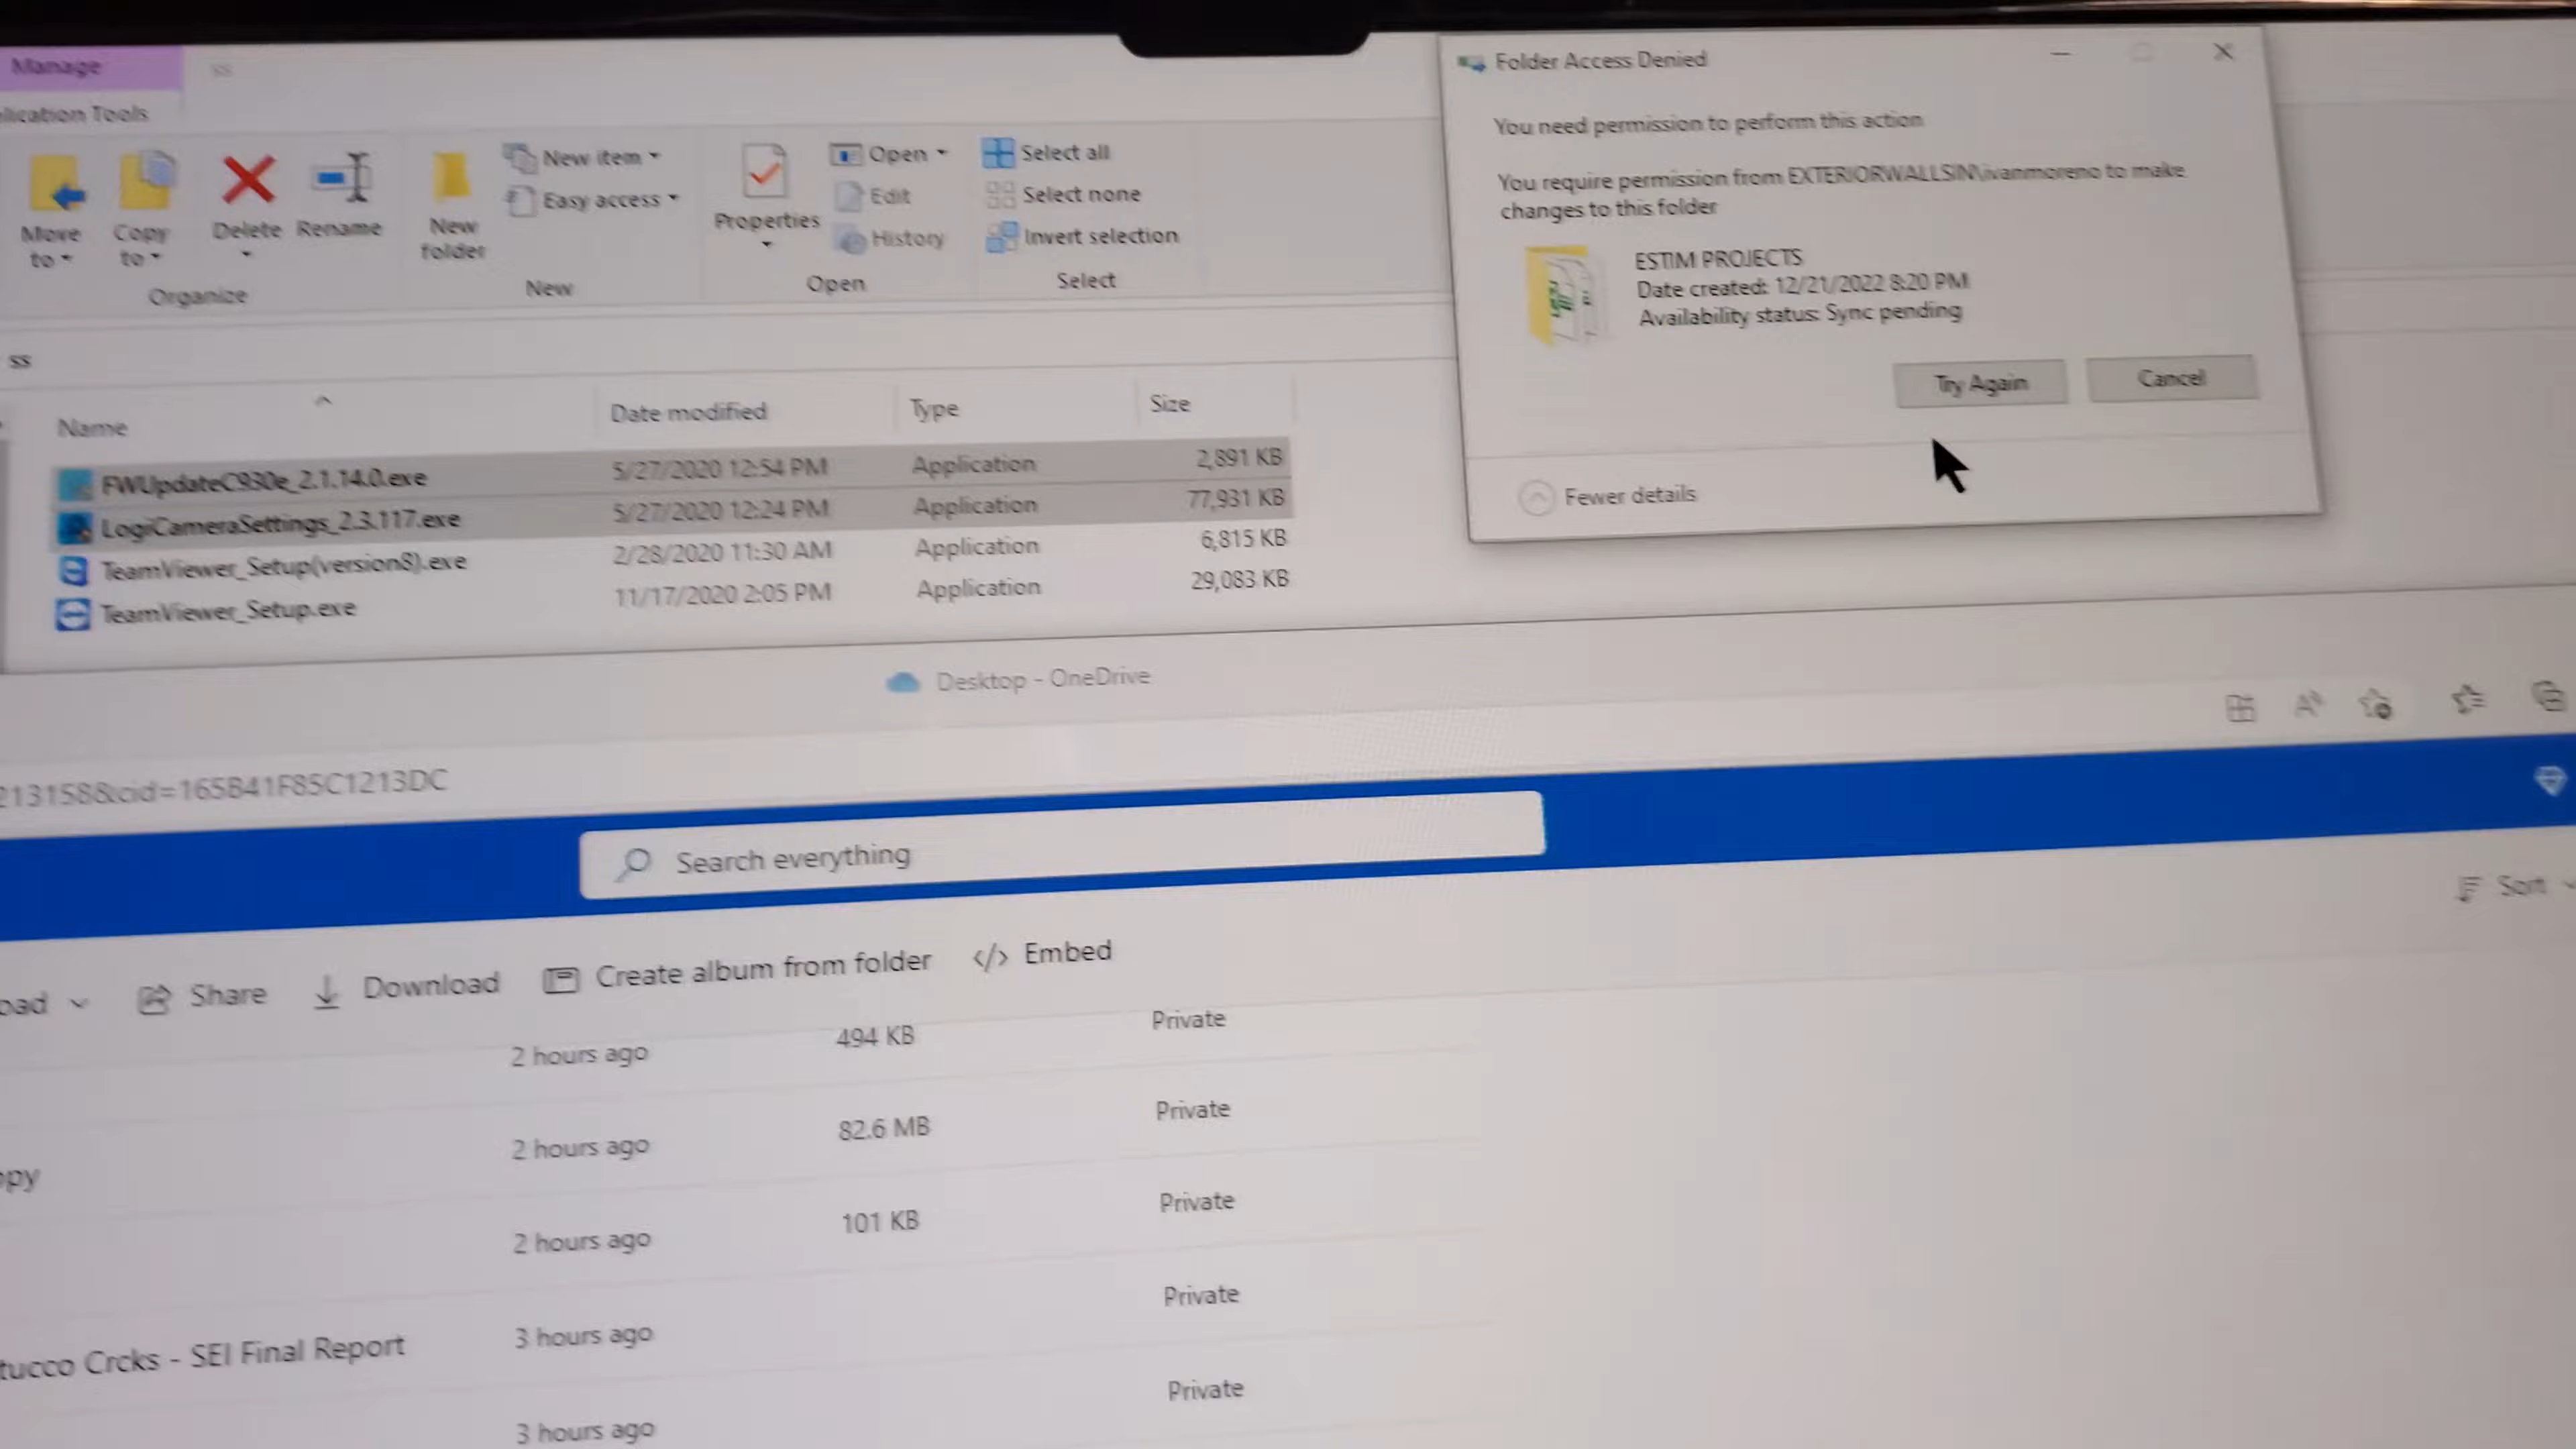 Manage
ss
lication Tools
Move to
Copy to
Delete
Rename
New folder
New item
Easy access
Properties
Open
Edit
History
Select all
Select none
Invert selection
Organize
New
Open
Select
ss
Name
Date modified
Type
Size
FWUpdateC930e_2.1.14.0.exe 5/27/2020 12:54 PM Application 2,891 KB
LogiCameraSettings_2.3.117.exe 5/27/2020 12:24 PM Application 77,931 KB
TeamViewer_Setup(version8).exe 2/28/2020 11:30 AM Application 6,815 KB
TeamViewer_Setup.exe 11/17/2020 2:05 PM Application 29,083 KB
Folder Access Denied
You need permission to perform this action
You require permission from EXTERIORWALLSIN\ivanmoreno to make
changes to this folder
ESTIM PROJECTS
Date created: 12/21/2022 8:20 PM
Availability status: Sync pending
Try Again
Cancel
Fewer details
Desktop - OneDrive
213158&cid=165B41F85C1213DC
Search everything
Sort
oad
Share
Download
Create album from folder
</> Embed
2 hours ago 494 KB Private
opy 2 hours ago 82.6 MB Private
2 hours ago 101 KB Private
tucco Crcks - SEI Final Report 3 hours ago Private
3 hours ago Private